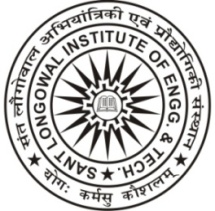 संत लौंगोवाल अभियांत्रिकी एवं प्रौद्योगिकी संस्थान
SANT LONGOWAL INSTITUTE OF ENGG & TECH.
योगः कर्मसु कौशलम्